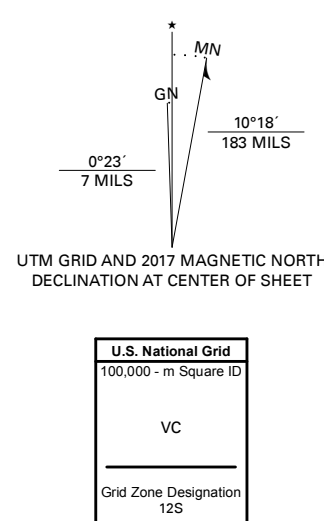 ★
MN
GN
10°18´
183 MILS
0°23´
7 MILS
UTM GRID AND 2017 MAGNETIC NORTH
DECLINATION AT CENTER OF SHEET
U.S. National Grid
100,000 - m Square ID
VC
Grid Zone Designation
12S